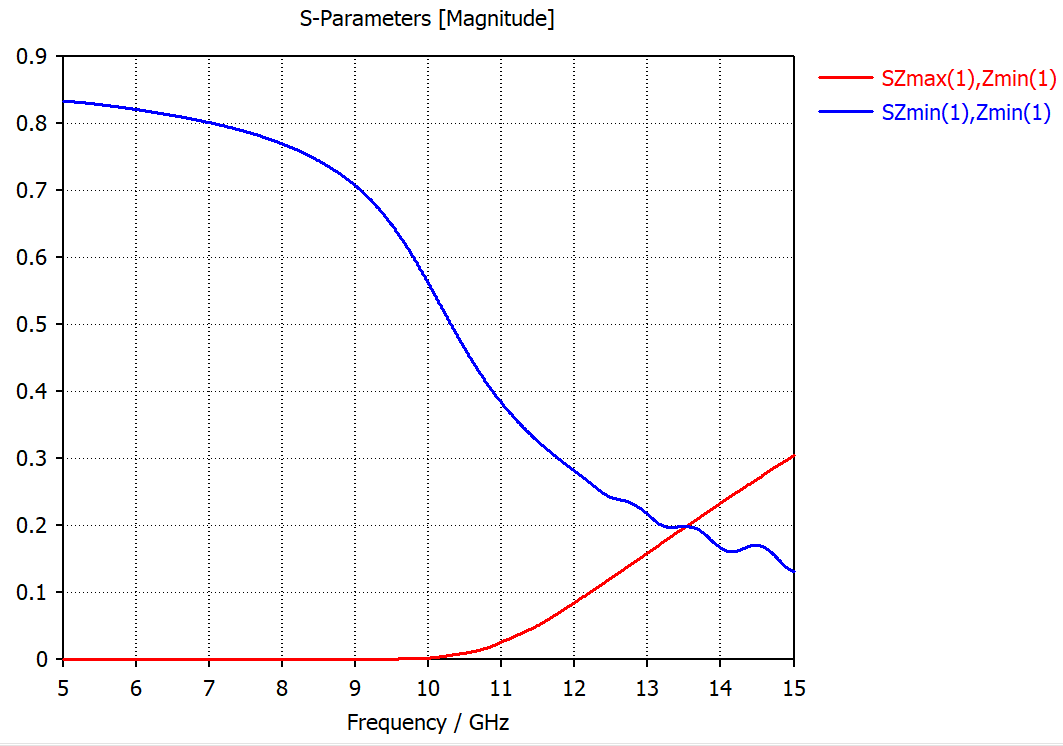 S-Parameters [Magnitude]
0.9
0.8
0.7
0.6
0.5
0.4
0.3
0.2
0.1
0
5 6 7 8 9 10 11 12 13 14 15
Frequency / GHz
SZmax(1),Zmin(1)
SZmin(1),Zmin(1)